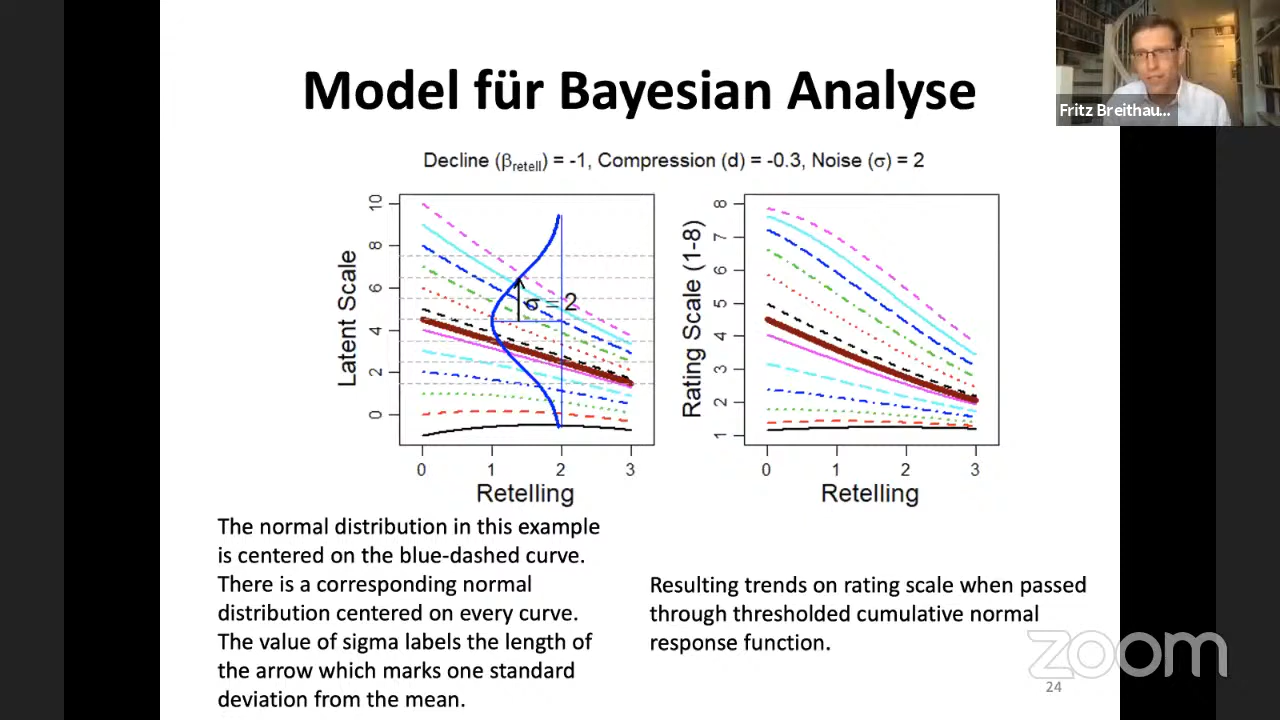 Model für Bayesian Analyse
Fritz Breithau...
Decline (βretell) = -1, Compression (d) = -0.3, Noise (σ) = 2
Latent Scale
10
8
6
4
2
0
σ = 2
0 1 2 3
Retelling
Rating Scale (1-8)
8
7
6
5
4
3
2
1
0 1 2 3
Retelling
The normal distribution in this example
is centered on the blue-dashed curve.
There is a corresponding normal
distribution centered on every curve.
The value of sigma labels the length of
the arrow which marks one standard
deviation from the mean.
Resulting trends on rating scale when passed
through thresholded cumulative normal
response function.
zoom
24